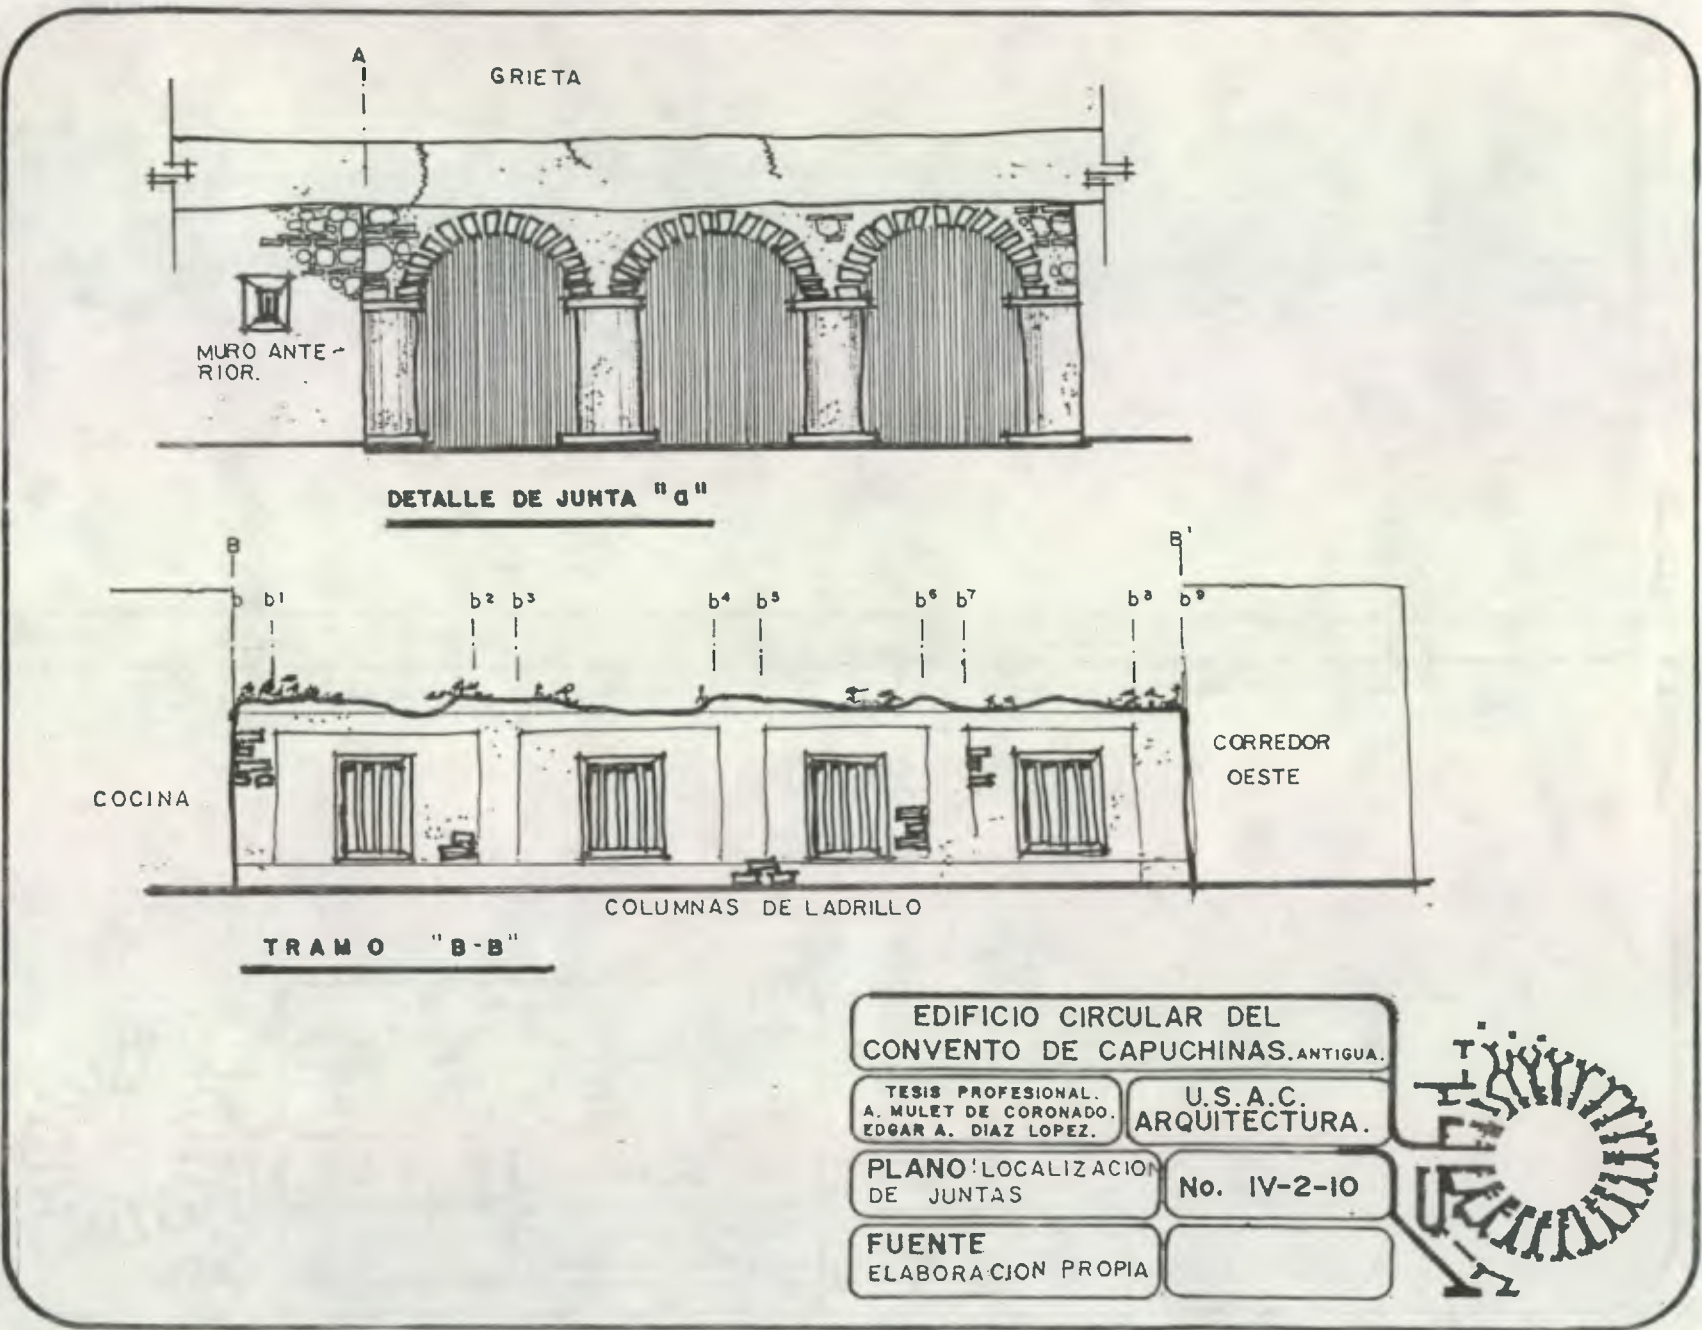 A
GRIETA
MURO ANTE-
RIOR.
DETALLE DE JUNTA "a"
B
B'
b b1 b2 b3 b4 b5 b6 b7 b8 b9
COCINA
CORREDOR
OESTE
COLUMNAS DE LADRILLO
TRAMO "B-B"
EDIFICIO CIRCULAR DEL
CONVENTO DE CAPUCHINAS. ANTIGUA.
TESIS PROFESIONAL.
A. MULET DE CORONADO.
EDGAR A. DIAZ LOPEZ.
U.S.A.C.
ARQUITECTURA.
PLANO: LOCALIZACION
DE JUNTAS
No. IV-2-10
FUENTE
ELABORACION PROPIA